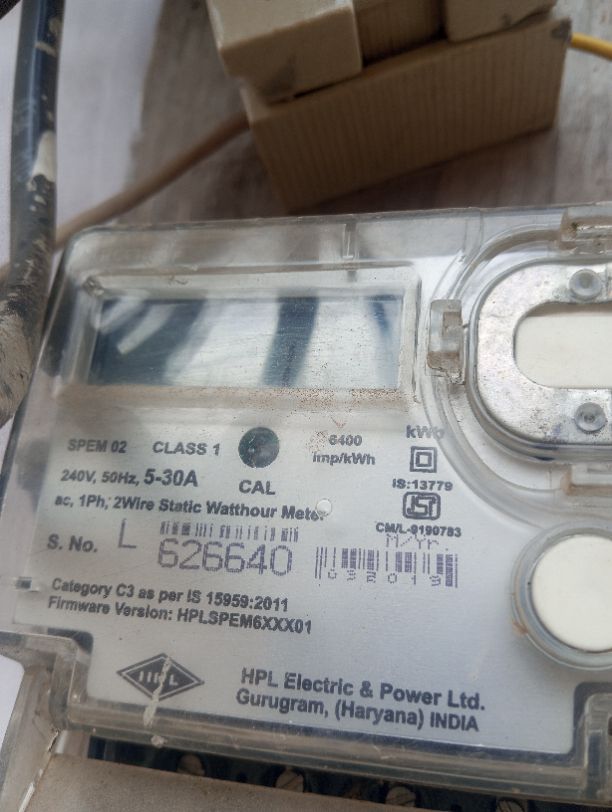 SPEM 02 CLASS 1 6400 kWh
240V, 50Hz, 5-30A CAL imp/kWh
IS:13779
ac, 1Ph, 2Wire Static Watthour Meter
ISI
CM/L-9190783
S. No. L 626640 M/Yr.
032019
Category C3 as per IS 15959:2011
Firmware Version: HPLSPEM6XXX01
HPL
HPL Electric & Power Ltd.
Gurugram, (Haryana) INDIA